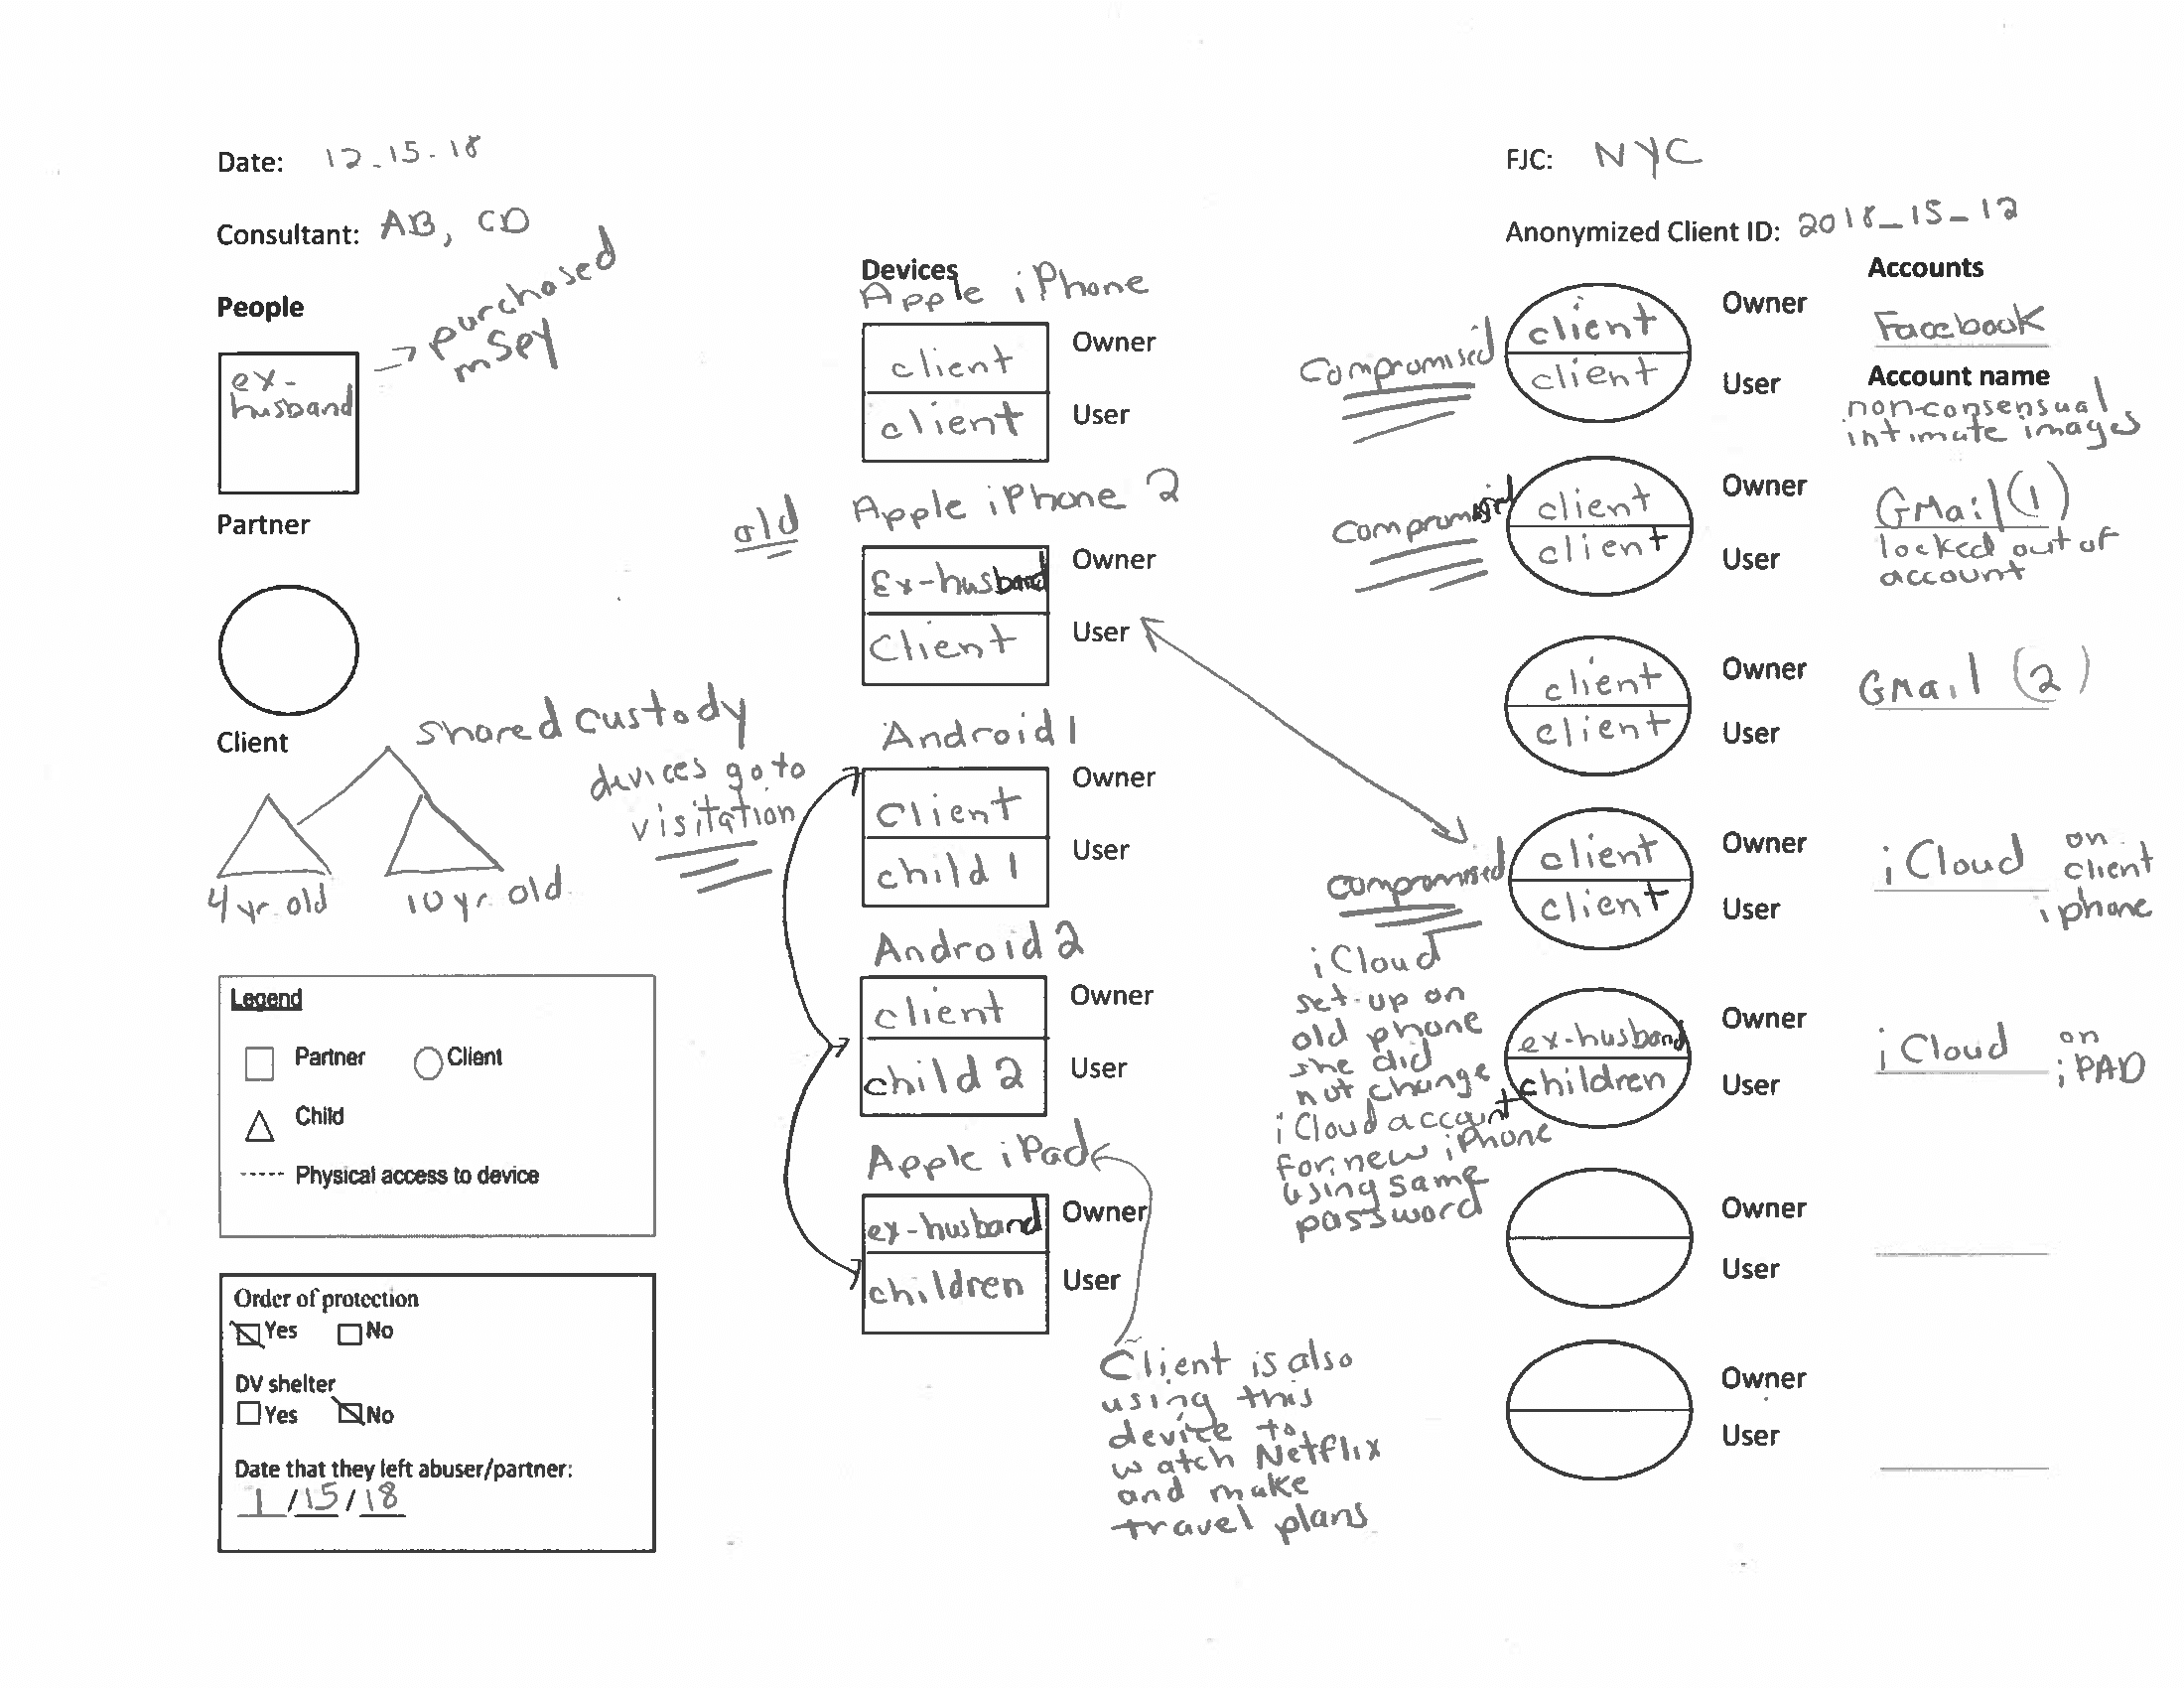 Date: 12-15-18
Consultant: AB, CD
FJC: NYC
Anonymized Client ID: 2018_15_12
People
→ purchased
mSpy
ex-
husband
Partner
Client
shared custody
devices go to
visitation
4 yr. old
10 yr. old
Legend
Partner
Client
Child
----- Physical access to device
Order of protection
Yes No
DV shelter
Yes No
Date that they left abuser/partner:
1/15/18
Devices
Apple iPhone
client
Owner
client
User
old
Apple iPhone 2
Ex-husband
Owner
Client
User
Android 1
Client
Owner
child 1
User
Android 2
client
Owner
child 2
User
Apple iPad
ex-husband
Owner
children
User
Client is also
using this
device to
watch Netflix
and make
travel plans
Accounts
Compromised
client
Owner
Facebook
client
User
Account name
non-consensual
intimate images
Compromised
client
Owner
GMail (1)
client
User
locked out of
account
client
Owner
GMail (2)
client
User
compromised
client
Owner
iCloud on
client
iphone
client
User
iCloud
set-up on
old phone
she did
not change
iCloud account
for new iPhone
using same
password
ex-husband
Owner
iCloud on
iPAD
children
User
Owner
User
Owner
User